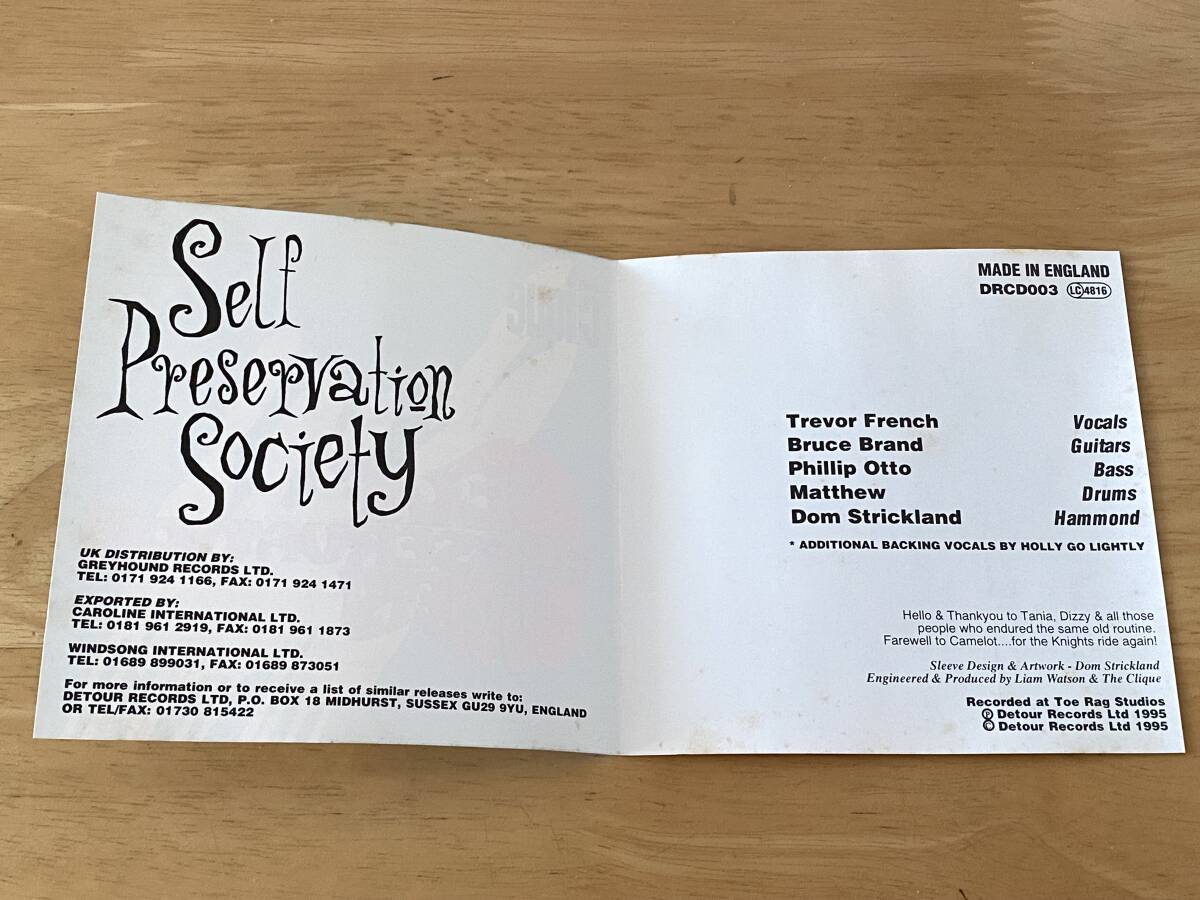 Self
Preservation
Society
UK DISTRIBUTION BY:
GREYHOUND RECORDS LTD.
TEL: 0171 924 1166, FAX: 0171 924 1471
EXPORTED BY:
CAROLINE INTERNATIONAL LTD.
TEL: 0181 961 2919, FAX: 0181 961 1873
WINDSONG INTERNATIONAL LTD.
TEL: 01689 899031, FAX: 01689 873051
For more information or to receive a list of similar releases write to:
DETOUR RECORDS LTD, P.O. BOX 18 MIDHURST, SUSSEX GU29 9YU, ENGLAND
OR TEL/FAX: 01730 815422
MADE IN ENGLAND
DRCD003 LC 4816
Trevor French Vocals
Bruce Brand Guitars
Phillip Otto Bass
Matthew Drums
Dom Strickland Hammond
* ADDITIONAL BACKING VOCALS BY HOLLY GO LIGHTLY
Hello & Thankyou to Tania, Dizzy & all those
people who endured the same old routine.
Farewell to Camelot....for the Knights ride again!
Sleeve Design & Artwork - Dom Strickland
Engineered & Produced by Liam Watson & The Clique
Recorded at Toe Rag Studios
℗ Detour Records Ltd 1995
© Detour Records Ltd 1995